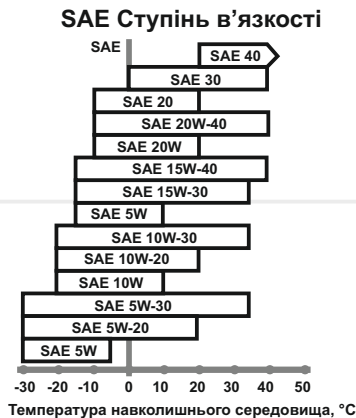 SAE Ступінь в’язкості
SAE
SAE 40
SAE 30
SAE 20
SAE 20W-40
SAE 20W
SAE 15W-40
SAE 15W-30
SAE 5W
SAE 10W-30
SAE 10W-20
SAE 10W
SAE 5W-30
SAE 5W-20
SAE 5W
-30 -20 -10 0 10 20 30 40 50
Температура навколишнього середовища, °С